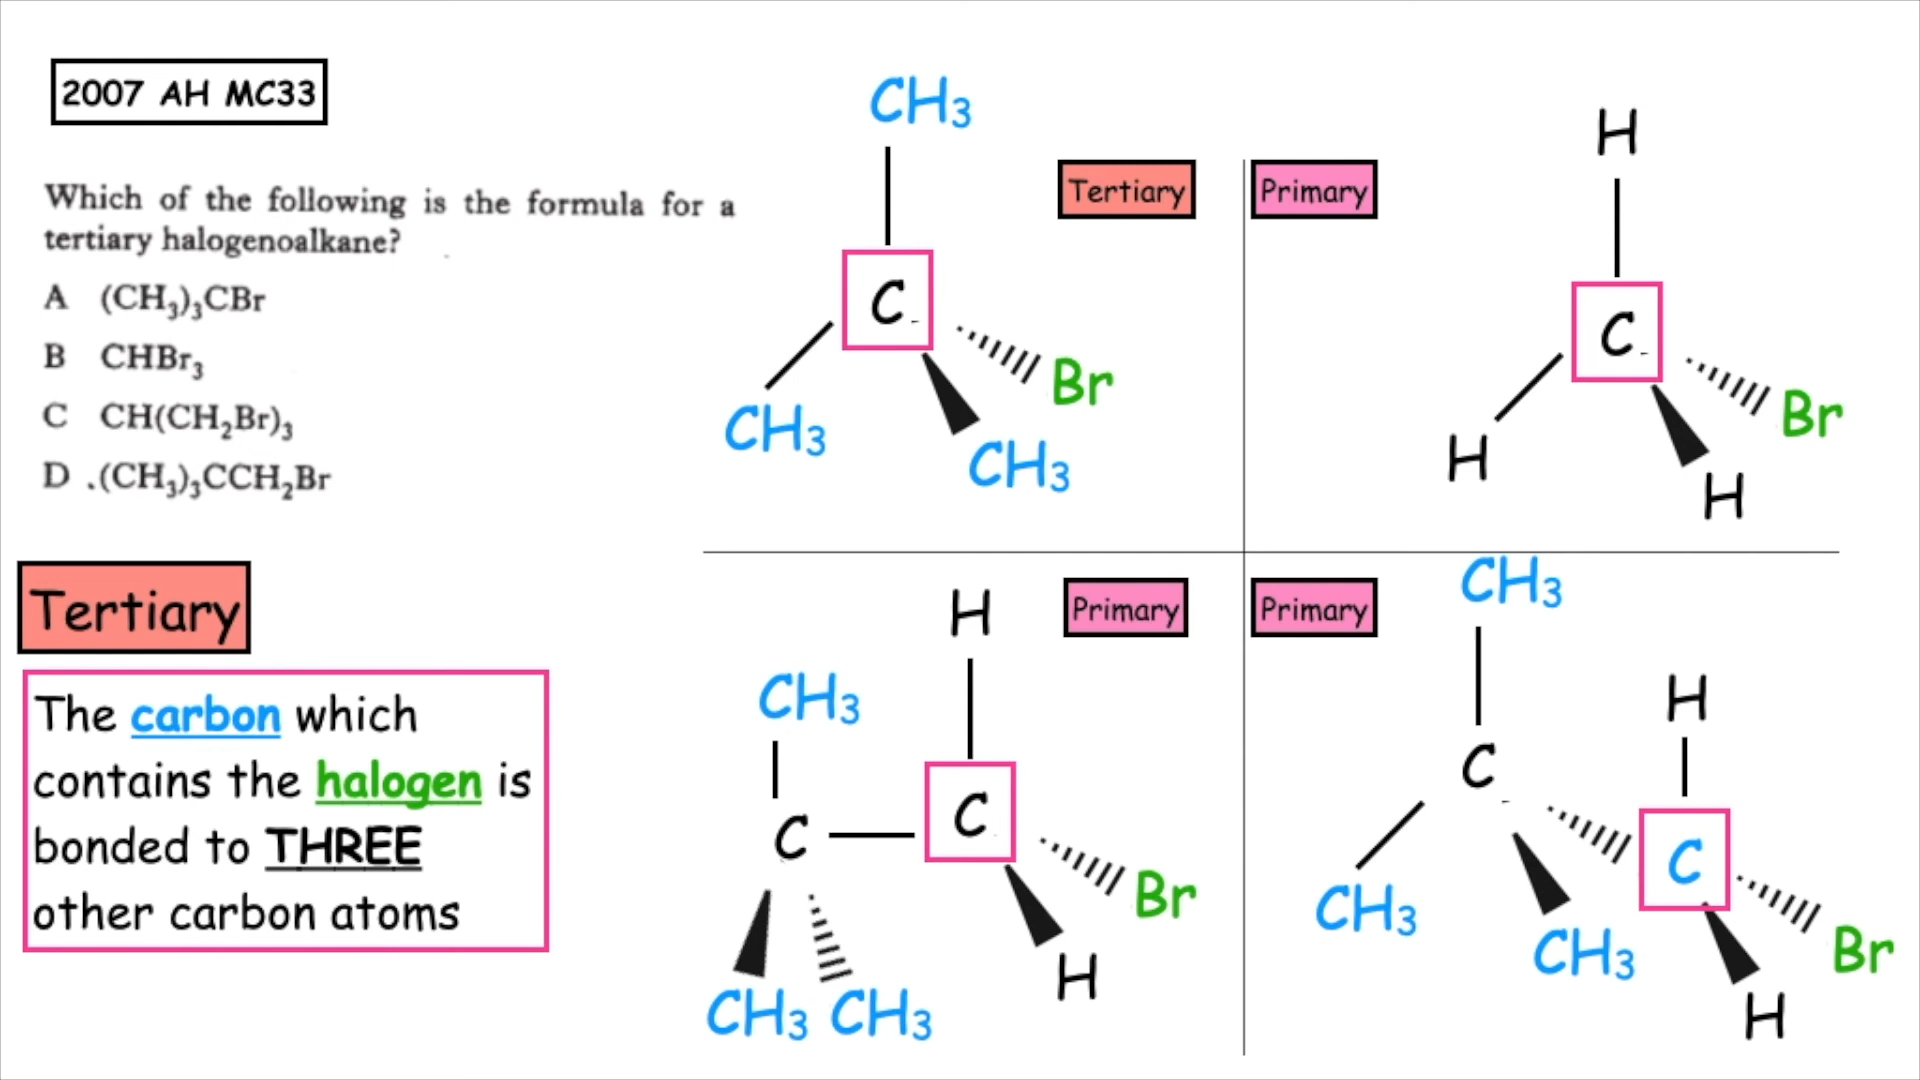 2007 AH MC33
Which of the following is the formula for a
tertiary halogenoalkane?
A (CH₃)₃CBr
B CHBr₃
C CH(CH₂Br)₃
D .(CH₃)₃CCH₂Br
Tertiary
The carbon which
contains the halogen is
bonded to THREE
other carbon atoms
CH₃
Tertiary
C
Br
CH₃
CH₃
Primary
H
C
Br
H
H
Primary
H
CH₃
C
C
Br
H
CH₃ CH₃
Primary
CH₃
H
C
C
CH₃
CH₃
Br
H